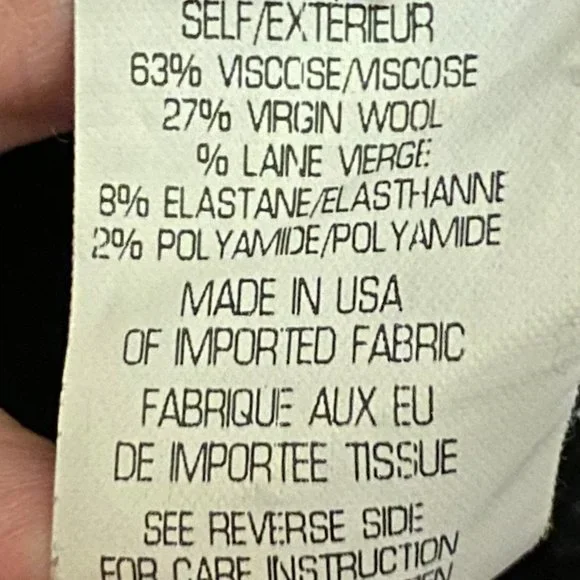 SELF/EXTÉRIEUR
63% VISCOSE/VISCOSE
27% VIRGIN WOOL
% LAINE VIERGE
8% ELASTANE/ELASTHANNE
2% POLYAMIDE/POLYAMIDE
MADE IN USA
OF IMPORTED FABRIC
FABRIQUE AUX EU
DE IMPORTEE TISSUE
SEE REVERSE SIDE
FOR CARE INSTRUCTION